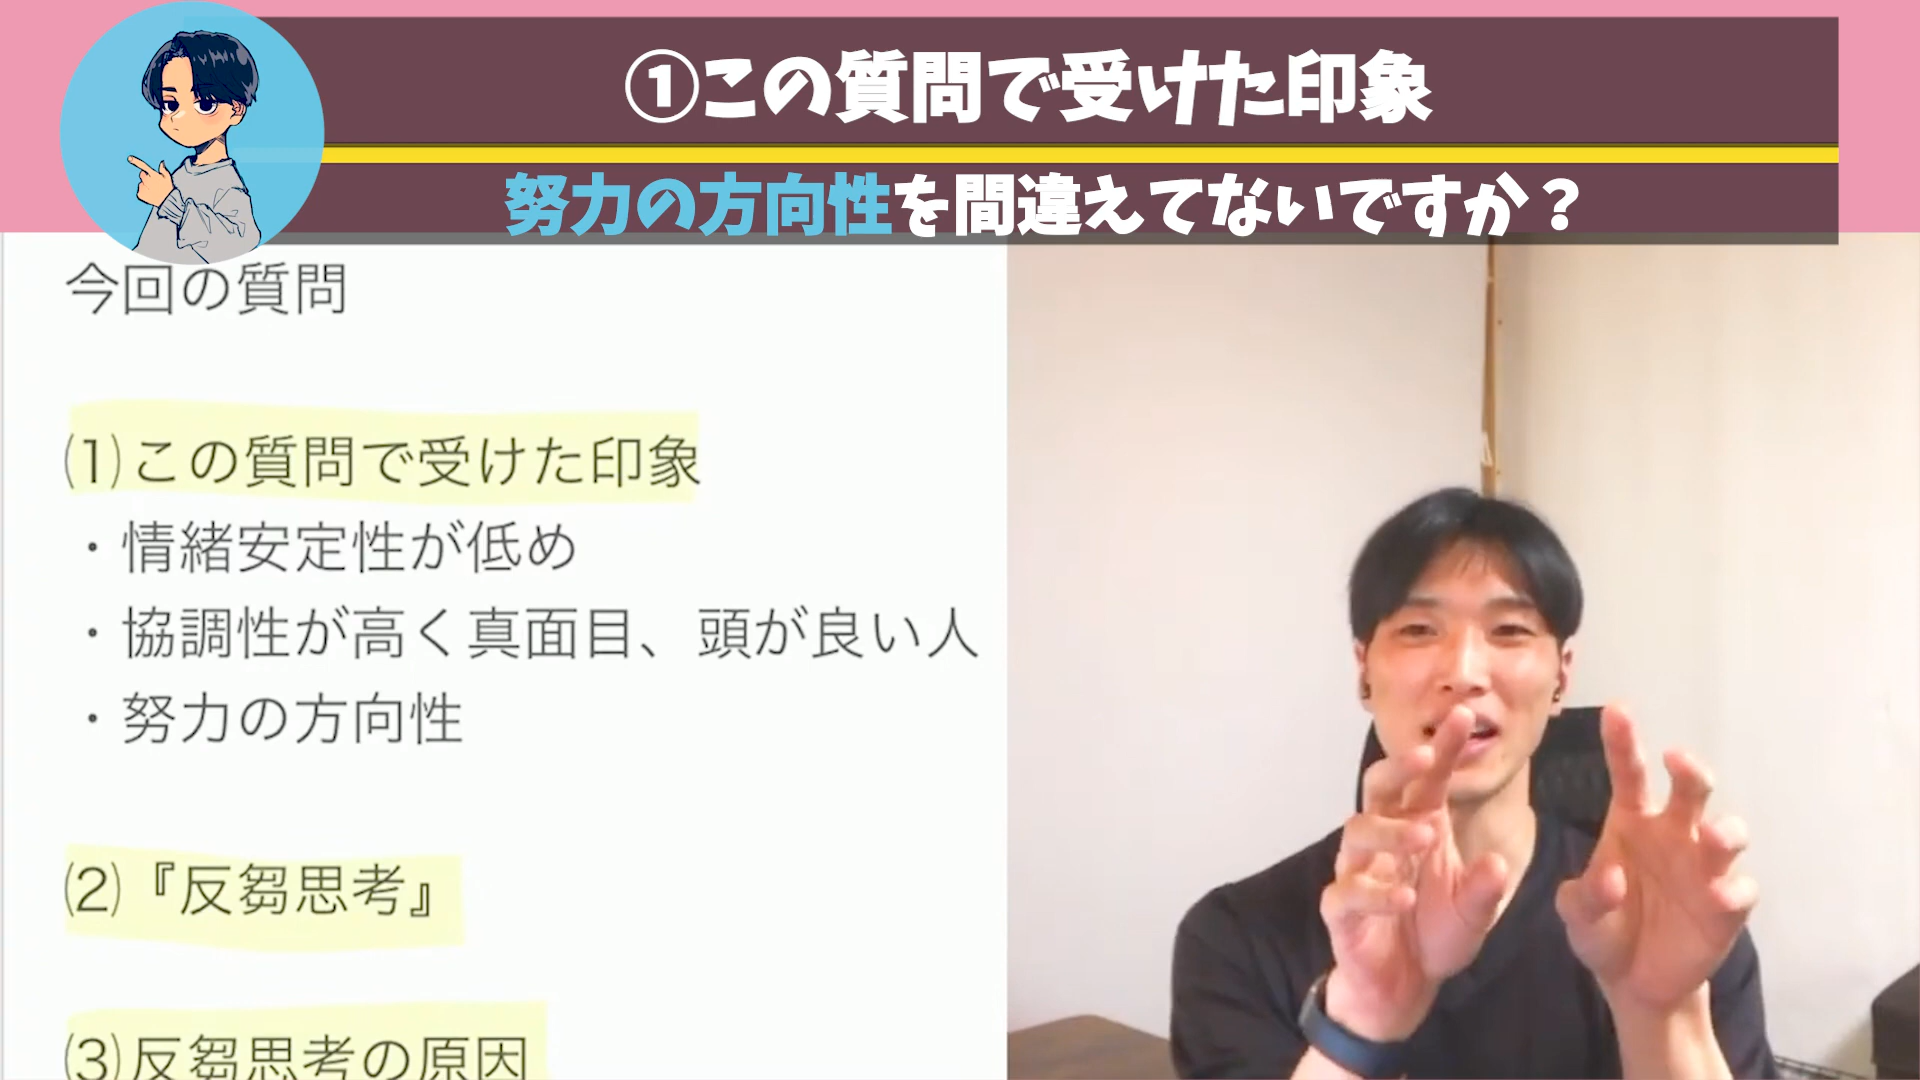 ①この質問で受けた印象
努力の方向性を間違えてないですか？
今回の質問
(1)この質問で受けた印象
・情緒安定性が低め
・協調性が高く真面目、頭が良い人
・努力の方向性
(2)『反芻思考』
(3)反芻思考の原因